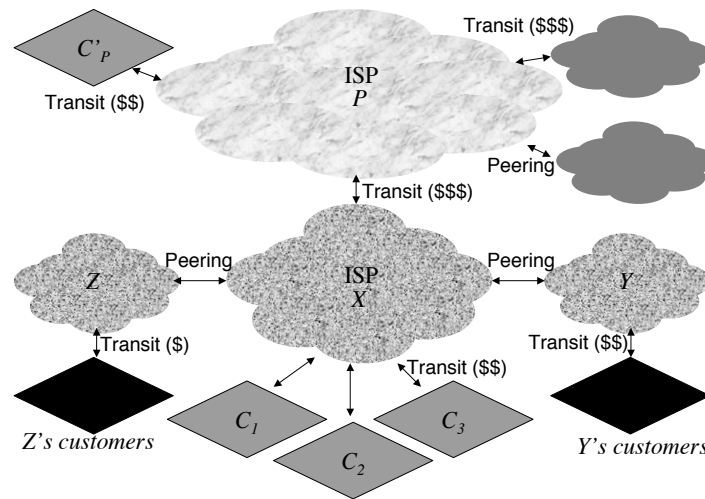 Transit ($$$)
C'P
ISP
P
Transit ($$)
Peering
Transit ($$$)
Peering
Peering
Z
ISP
X
Y
Transit ($)
Transit ($$)
Transit ($$)
C1
C3
Z's customers
C2
Y's customers